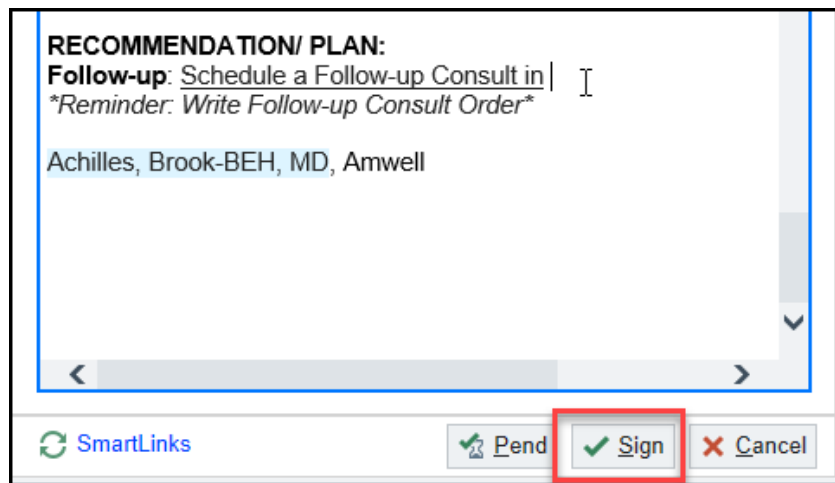 RECOMMENDATION/ PLAN:
Follow-up: Schedule a Follow-up Consult in
*Reminder: Write Follow-up Consult Order*
Achilles, Brook-BEH, MD, Amwell
SmartLinks Pend Sign Cancel